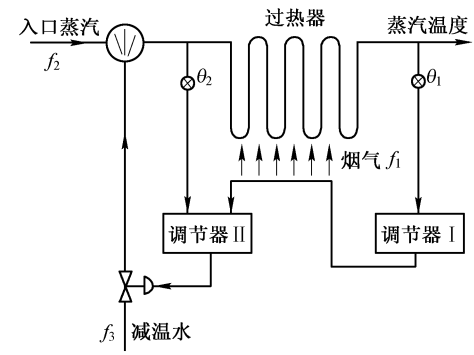 入口蒸汽
f₂
过热器
蒸汽温度
θ₂
θ₁
烟气 f₁
调节器 II
调节器 I
f₃ 减温水